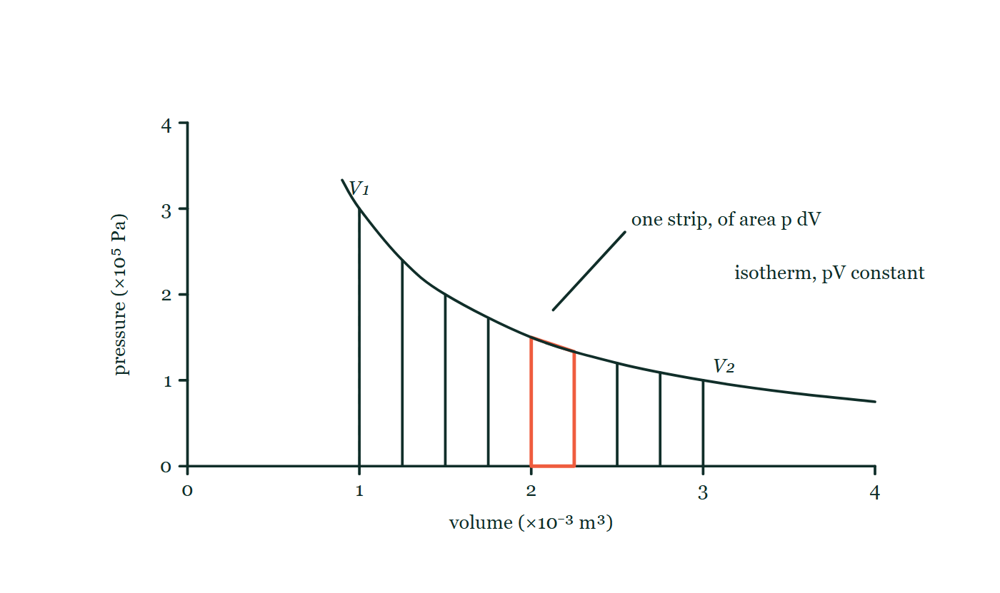 4
V1
3
one strip, of area p dV
isotherm, pV constant
2
pressure (×10⁵ Pa)
V2
1
0
0 1 2 3 4
volume (×10⁻³ m³)